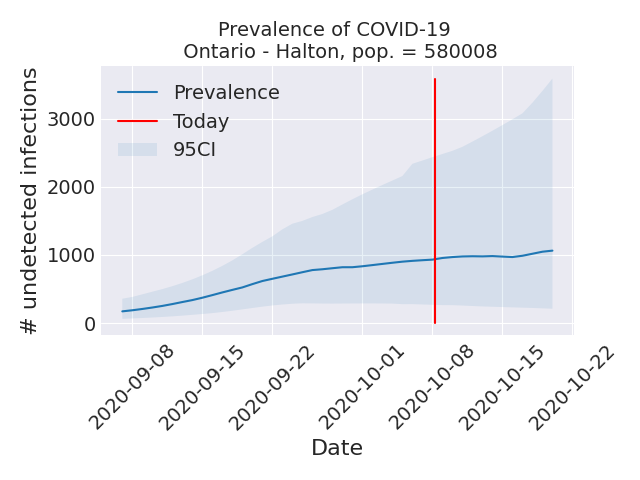 Prevalence of COVID-19
Ontario - Halton, pop. = 580008
Prevalence
Today
95CI
# undetected infections
3000
2000
1000
0
2020-09-08
2020-09-15
2020-09-22
2020-10-01
2020-10-08
2020-10-15
2020-10-22
Date